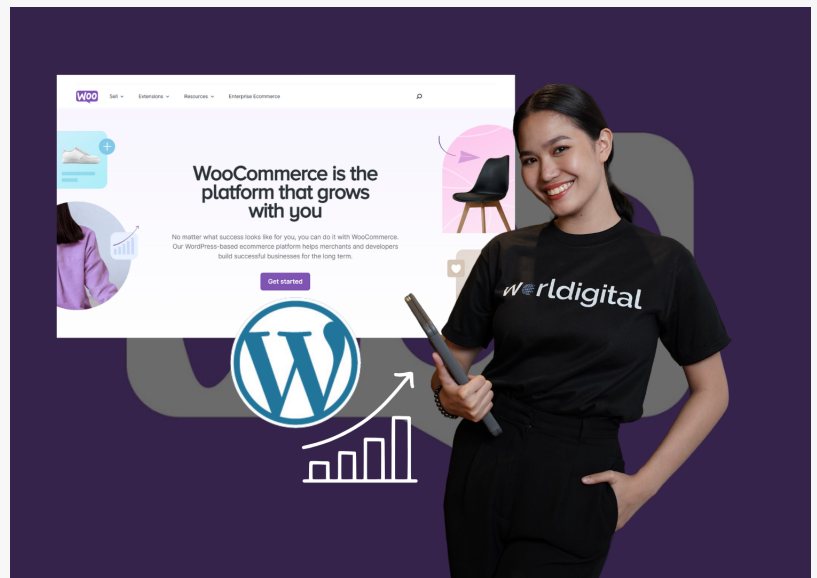 Woo
Sell
Extensions
Resources
Enterprise Ecommerce
WooCommerce is the
platform that grows
with you
No matter what success looks like for you, you can do it with WooCommerce.
Our WordPress-based ecommerce platform helps merchants and developers
build successful businesses for the long term.
Get started
W
worldigital